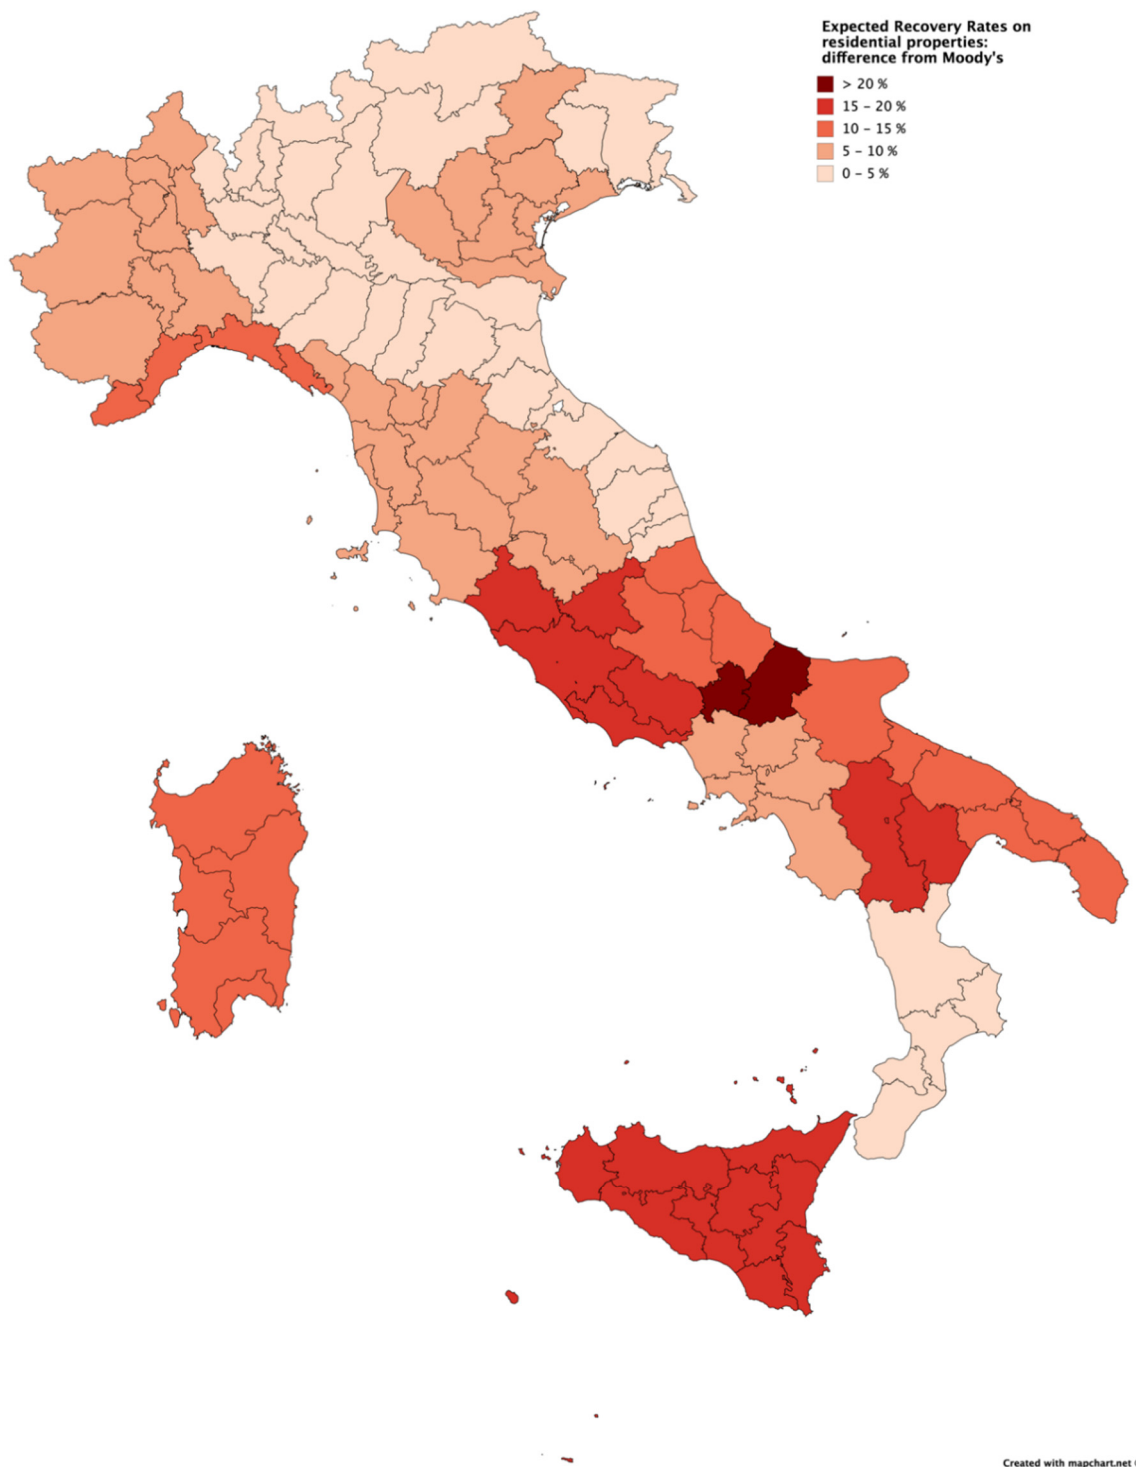 Expected Recovery Rates on
residential properties:
difference from Moody's
> 20 %
15 – 20 %
10 – 15 %
5 – 10 %
0 – 5 %
Created with mapchart.net ©